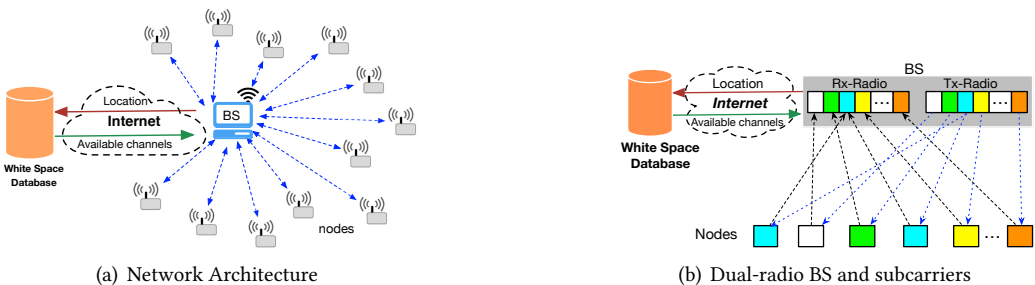 Location
Internet
Available channels
White Space
Database
BS
nodes
(a) Network Architecture
BS
Rx-Radio
Tx-Radio
Location
Internet
Available channels
White Space
Database
Nodes
(b) Dual-radio BS and subcarriers